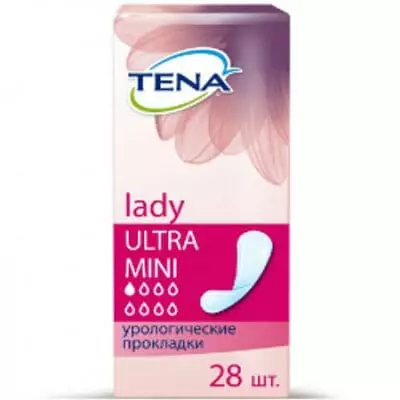 TENA
lady
ULTRA
MINI
урологические
прокладки
28 шт.